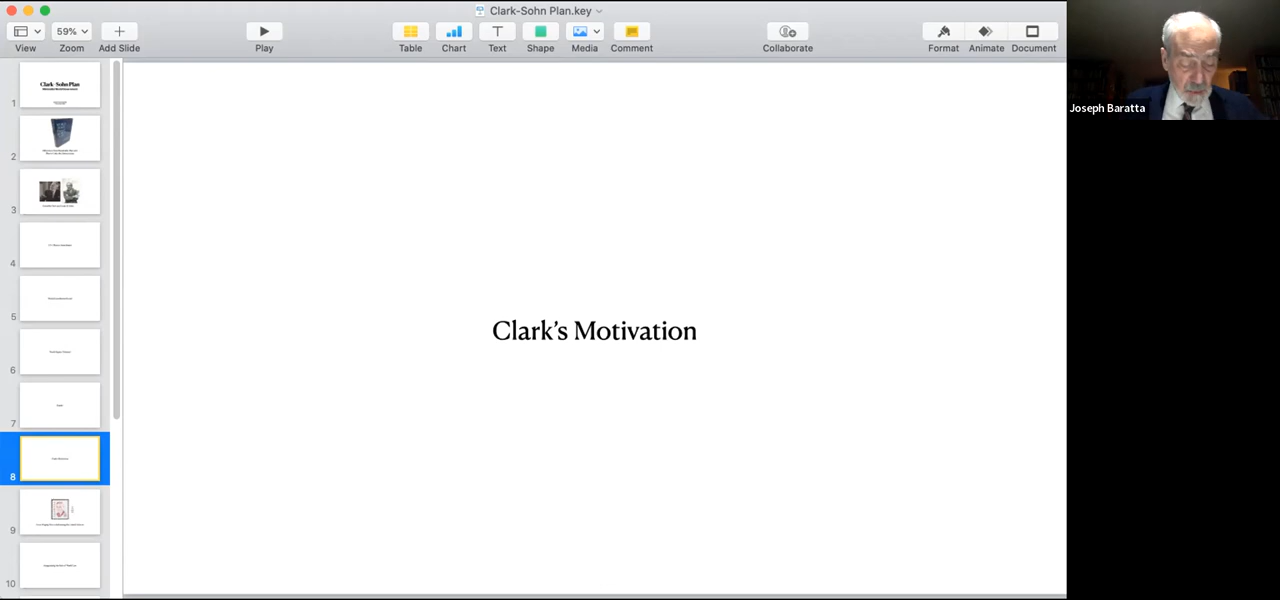 Clark-Sohn Plan.key
59%
View
Zoom
Add Slide
Play
Table
Chart
Text
Shape
Media
Comment
Collaborate
Format
Animate
Document
Joseph Baratta
1
Clark-Sohn Plan
2
3
4
5
6
7
8
9
10
Clark's Motivation